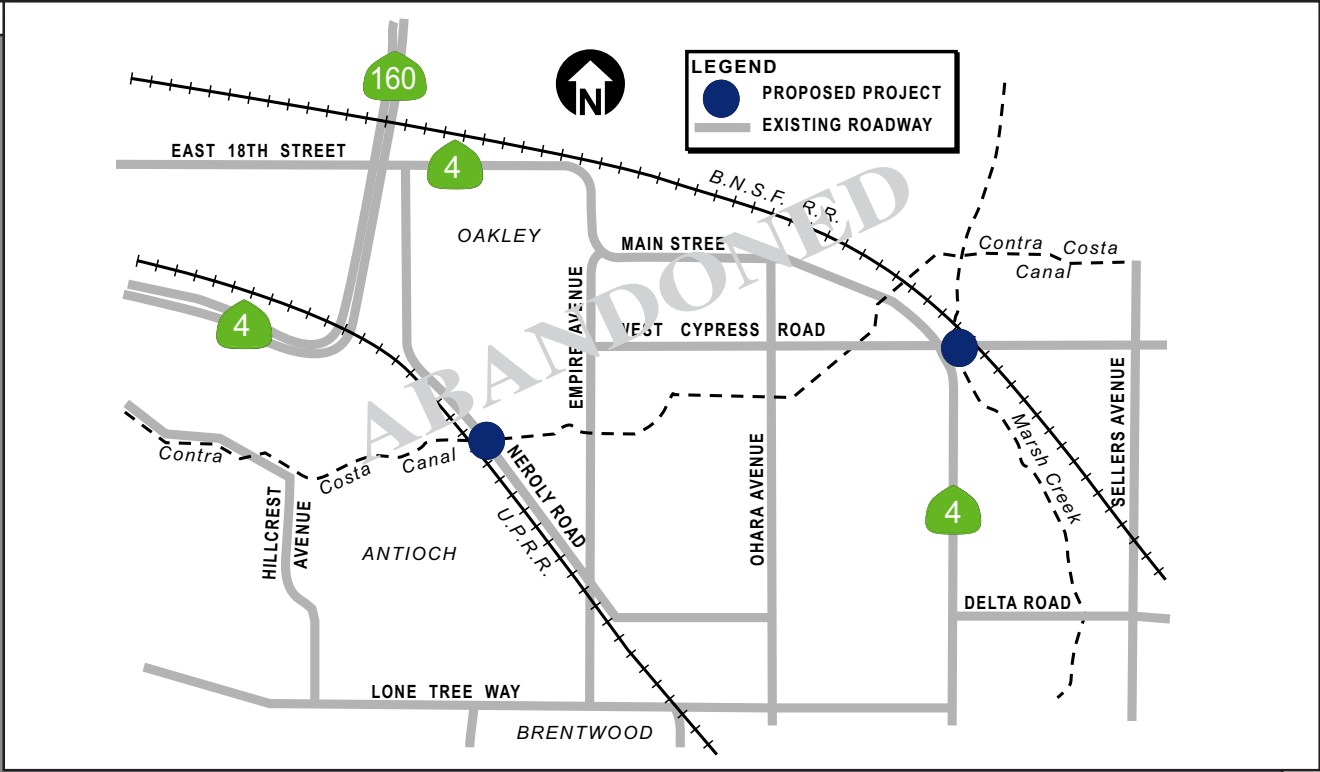 160
N
LEGEND
PROPOSED PROJECT
EXISTING ROADWAY
EAST 18TH STREET
4
B.N.S.F. R.R.
OAKLEY
MAIN STREE
Contra Costa
Canal
ABANDONED
4
EMPIRE AVENUE
WEST CYPRESS ROAD
SELLERS AVENUE
Contra
Costa
Canal
NEROLY ROAD
OHARA AVENUE
Marsh Creek
HILLCREST
AVENUE
U.P.R.R.
4
ANTIOCH
DELTA ROAD
LONE TREE WAY
BRENTWOOD